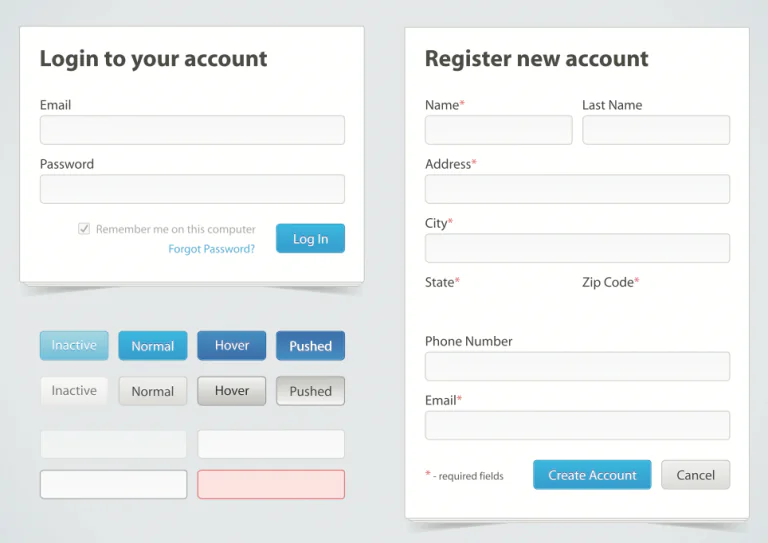 Login to your account
Email
Password
Remember me on this computer
Forgot Password?
Log In
Inactive
Normal
Hover
Pushed
Inactive
Normal
Hover
Pushed
Register new account
Name*
Last Name
Address*
City*
State*
Zip Code*
Phone Number
Email*
* - required fields
Create Account
Cancel